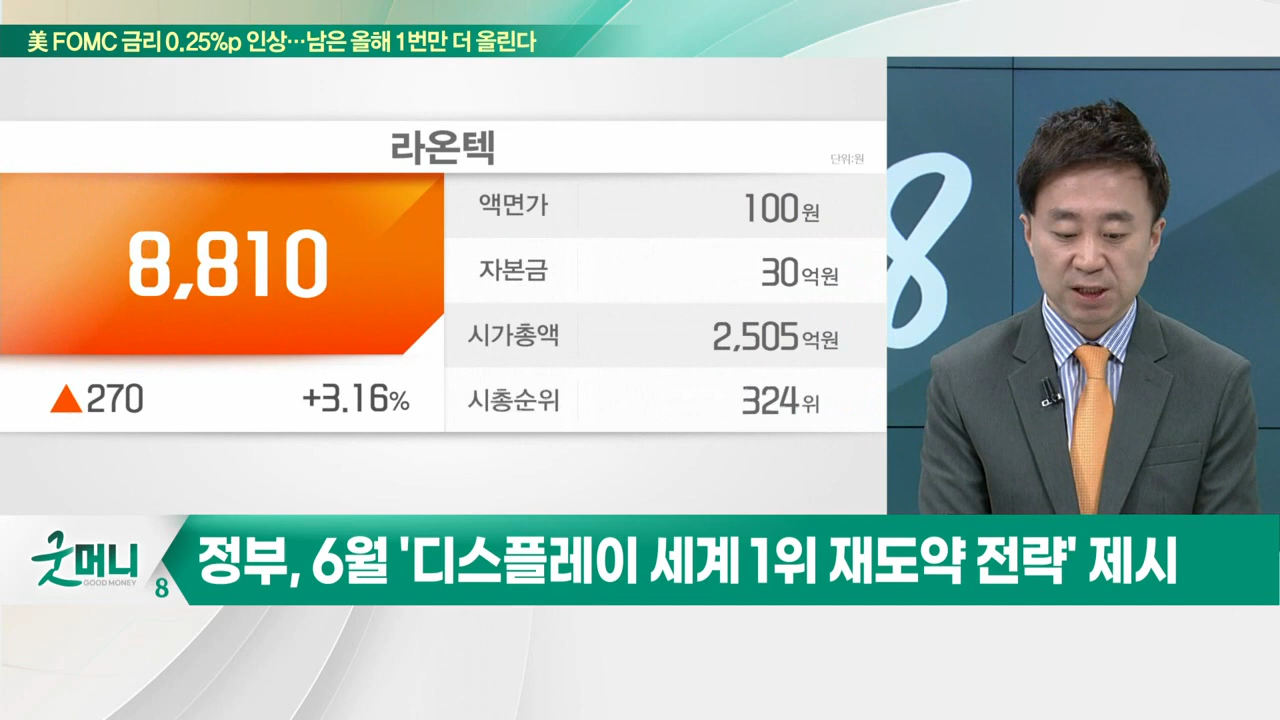 美 FOMC 금리 0.25%p 인상…남은 올해 1번만 더 올린다
라온텍
단위:원
8,810
▲270 +3.16%
액면가 100원
자본금 30억원
시가총액 2,505억원
시총순위 324위
8
굿머니
GOOD MONEY
8
정부, 6월 '디스플레이 세계 1위 재도약 전략' 제시